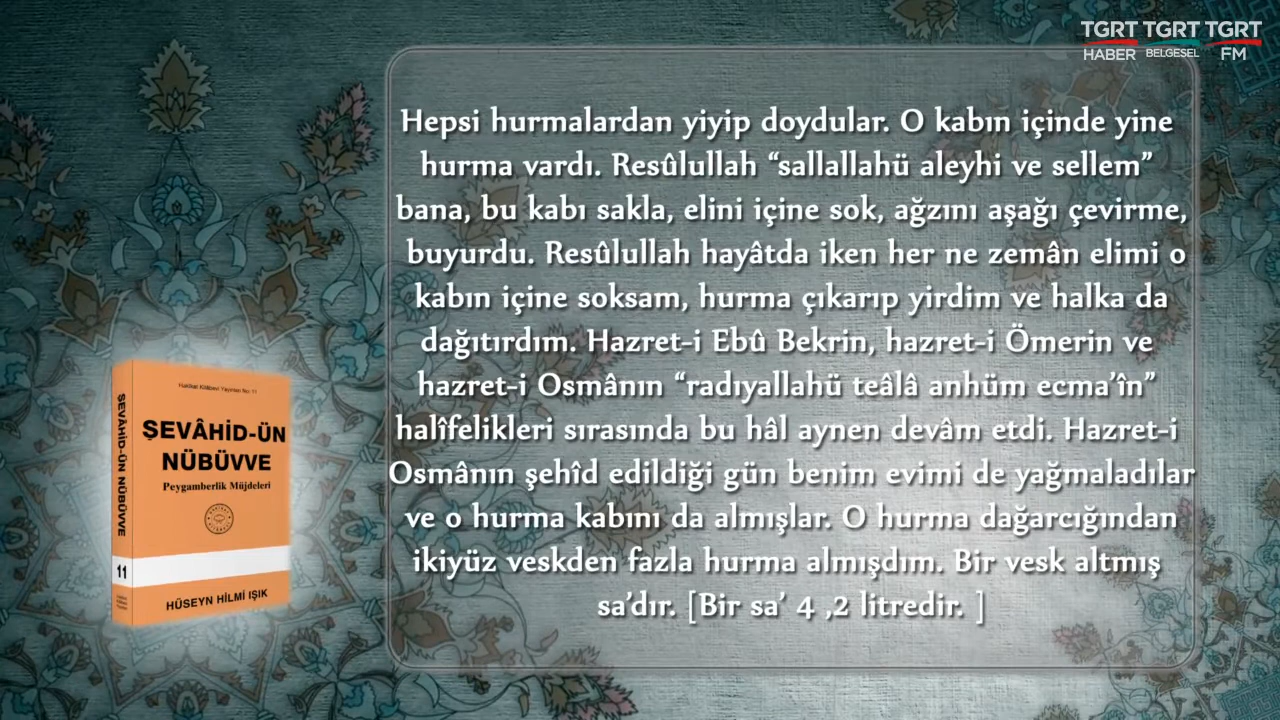 TGRT TGRT TGRT
HABER BELGESEL FM
Hepsi hurmalardan yiyip doydular. O kabın içinde yine
hurma vardı. Resûlullah “sallallahü aleyhi ve sellem”
bana, bu kabı sakla, elini içine sok, ağzını aşağı çevirme,
buyurdu. Resûlullah hayâtda iken her ne zemân elimi o
kabın içine soksam, hurma çıkarıp yirdim ve halka da
dağıtırdım. Hazret-i Ebû Bekrin, hazret-i Ömerin ve
hazret-i Osmânın “radıyallahü teâlâ anhüm ecma’în”
halîfelikleri sırasında bu hâl aynen devâm etdi. Hazret-i
Osmânın şehîd edildiği gün benim evimi de yağmaladılar
ve o hurma kabını da almışlar. O hurma dağarcığından
ikiyüz veskden fazla hurma almışdım. Bir vesk altmış
sa’dır. [Bir sa’ 4 ,2 litredir. ]
Hakîkat Kitâbevi Yayınları No: 11
ŞEVÂHİD-ÜN
NÜBÜVVE
Peygamberlik Müjdeleri
HÜSEYN HİLMİ IŞIK
ŞEVÂHİD-ÜN NÜBÜVVE
11